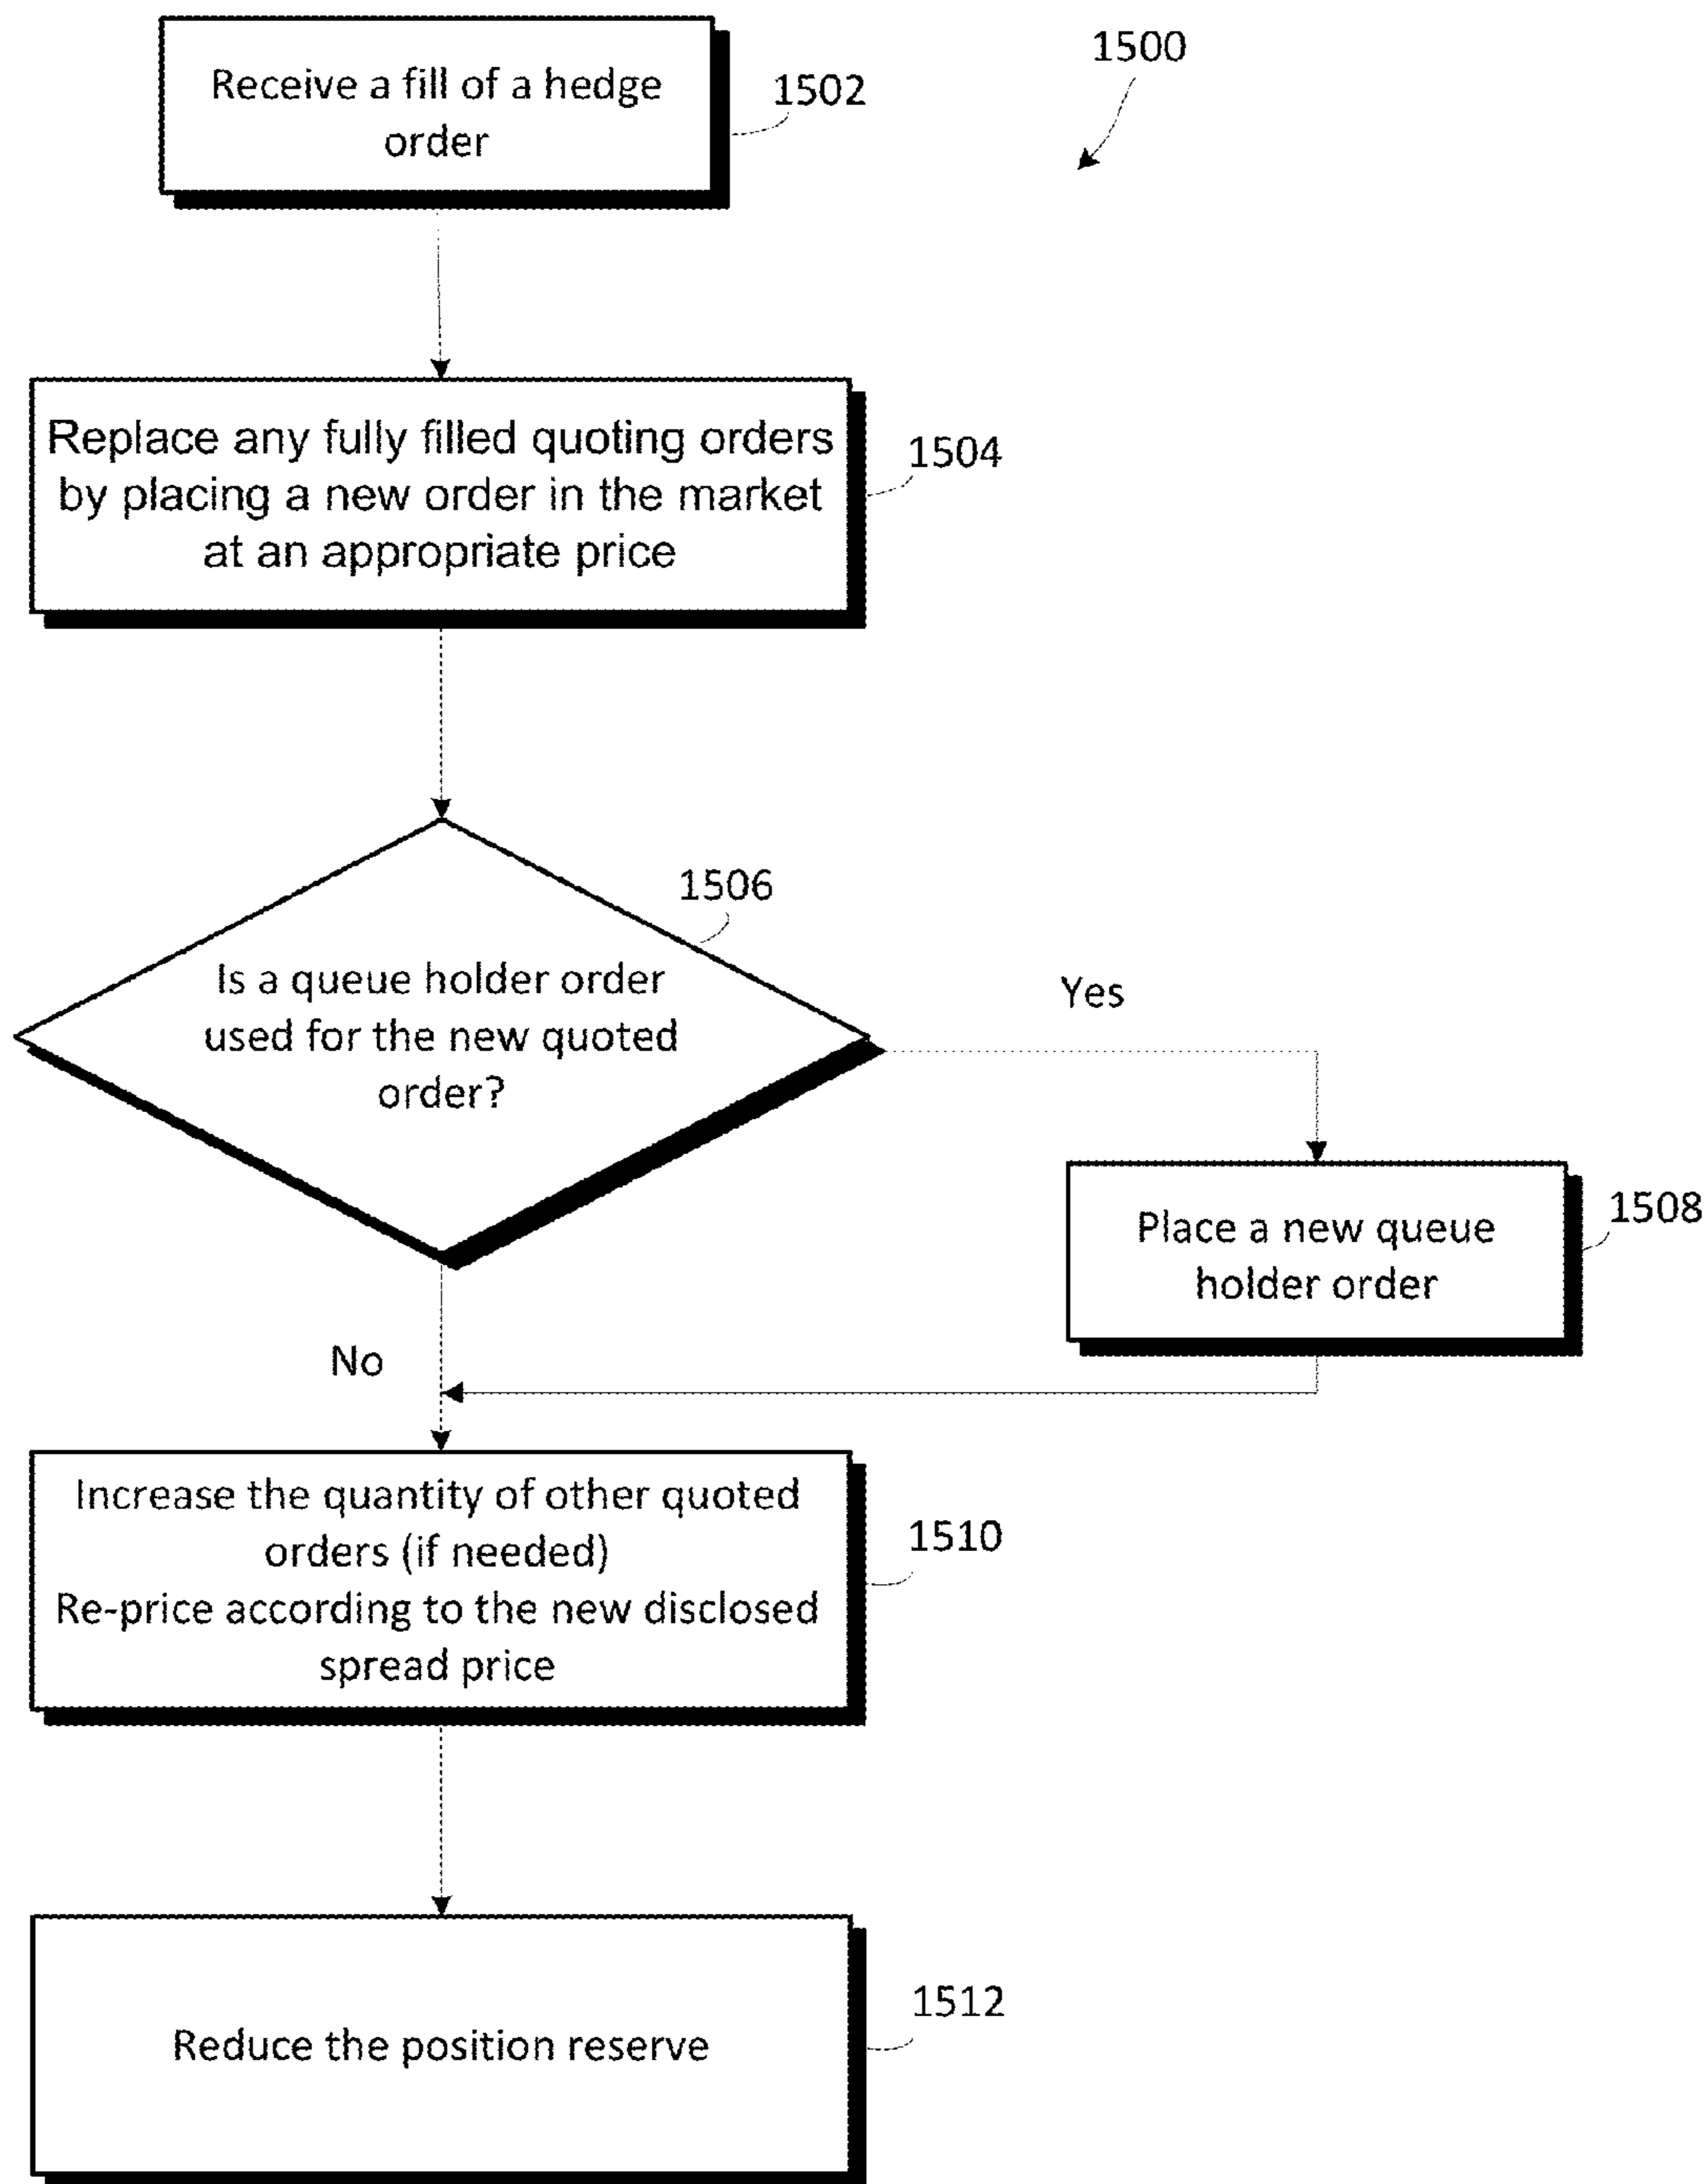 1500
Receive a fill of a hedge
order
1502
Replace any fully filled quoting orders
by placing a new order in the market
at an appropriate price
1504
1506
Is a queue holder order
used for the new quoted
order?
Yes
Place a new queue
holder order
1508
No
Increase the quantity of other quoted
orders (if needed)
Re-price according to the new disclosed
spread price
1510
Reduce the position reserve
1512